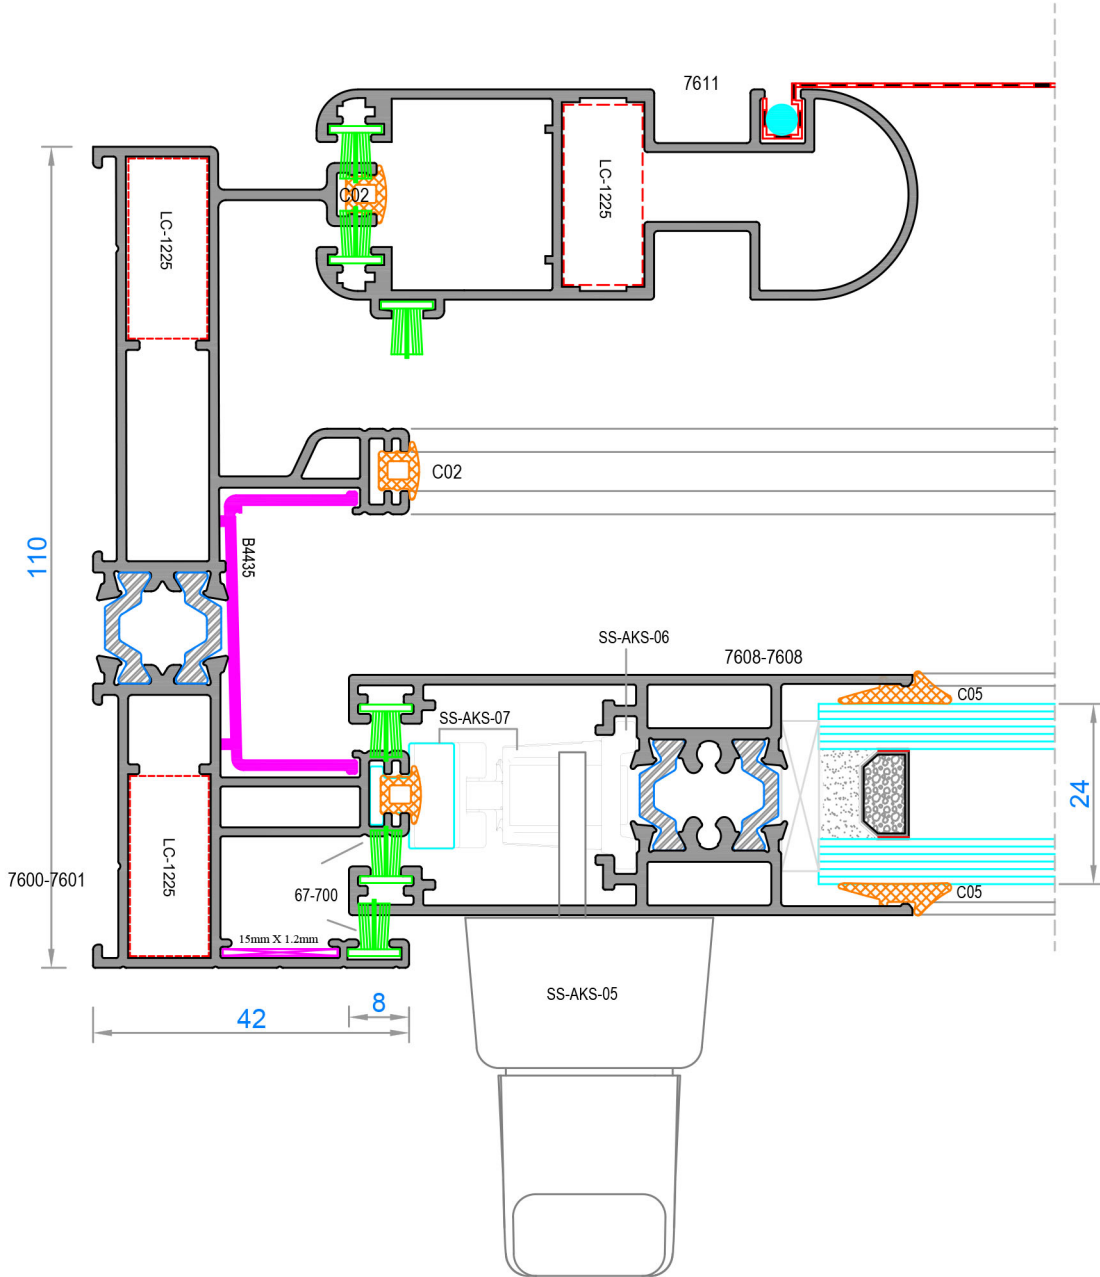 7611
LC-1225
C02
LC-1225
C02
110
B4435
SS-AKS-06
7608-7608
C05
SS-AKS-07
24
LC-1225
7600-7601
67-700
C05
15mm X 1.2mm
SS-AKS-05
8
42